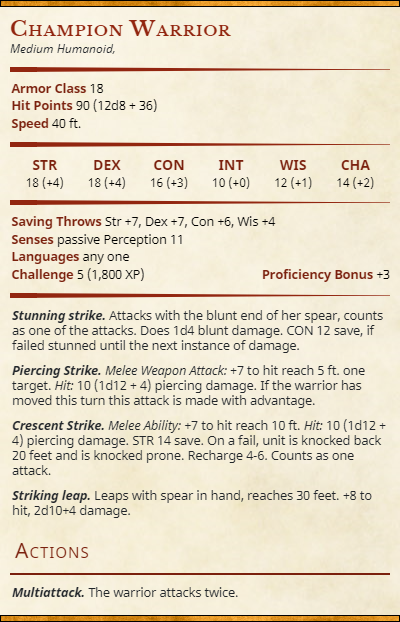 Champion Warrior
Medium Humanoid,
Armor Class 18
Hit Points 90 (12d8 + 36)
Speed 40 ft.
STR DEX CON INT WIS CHA
18 (+4) 18 (+4) 16 (+3) 10 (+0) 12 (+1) 14 (+2)
Saving Throws Str +7, Dex +7, Con +6, Wis +4
Senses passive Perception 11
Languages any one
Challenge 5 (1,800 XP) Proficiency Bonus +3
Stunning strike. Attacks with the blunt end of her spear, counts
as one of the attacks. Does 1d4 blunt damage. CON 12 save, if
failed stunned until the next instance of damage.
Piercing Strike. Melee Weapon Attack: +7 to hit reach 5 ft. one
target. Hit: 10 (1d12 + 4) piercing damage. If the warrior has
moved this turn this attack is made with advantage.
Crescent Strike. Melee Ability: +7 to hit reach 10 ft. Hit: 10 (1d12 +
4) piercing damage. STR 14 save. On a fail, unit is knocked back
20 feet and is knocked prone. Recharge 4-6. Counts as one
attack.
Striking leap. Leaps with spear in hand, reaches 30 feet. +8 to
hit, 2d10+4 damage.
Actions
Multiattack. The warrior attacks twice.